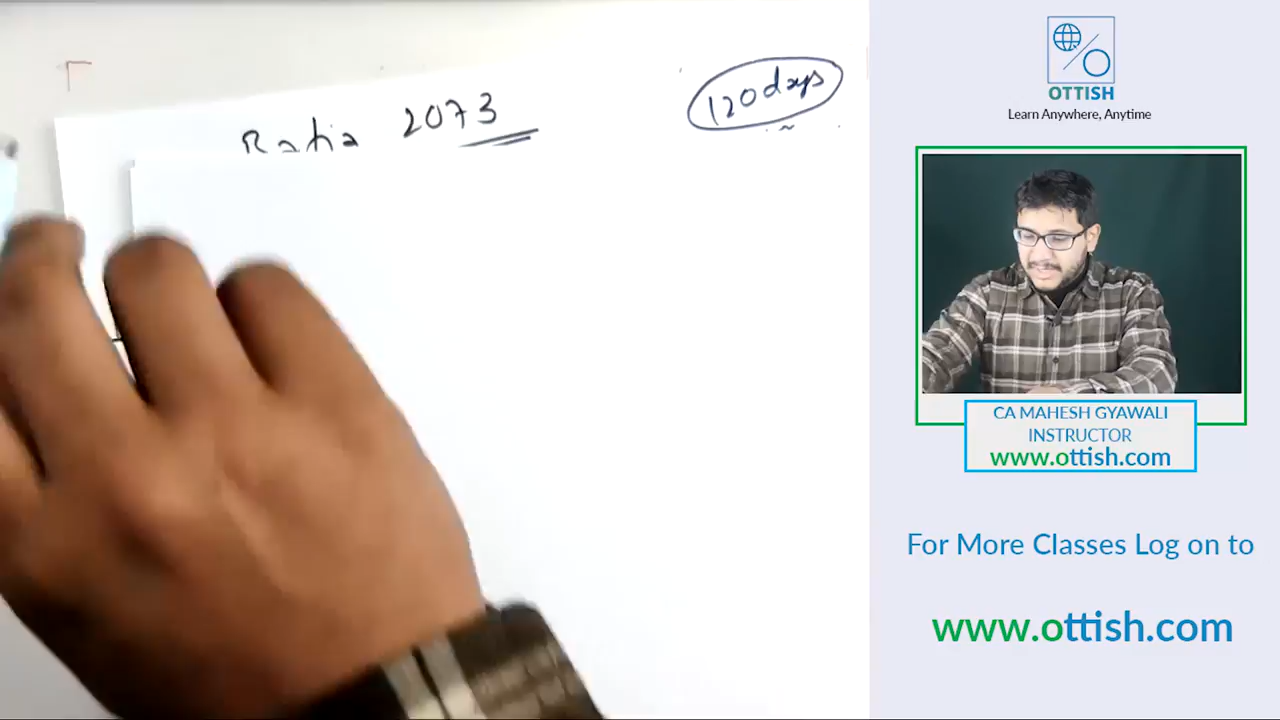 Ratio 2073
120 days
OTTISH
Learn Anywhere, Anytime
CA MAHESH GYAWALI
INSTRUCTOR
www.ottish.com
For More Classes Log on to
www.ottish.com